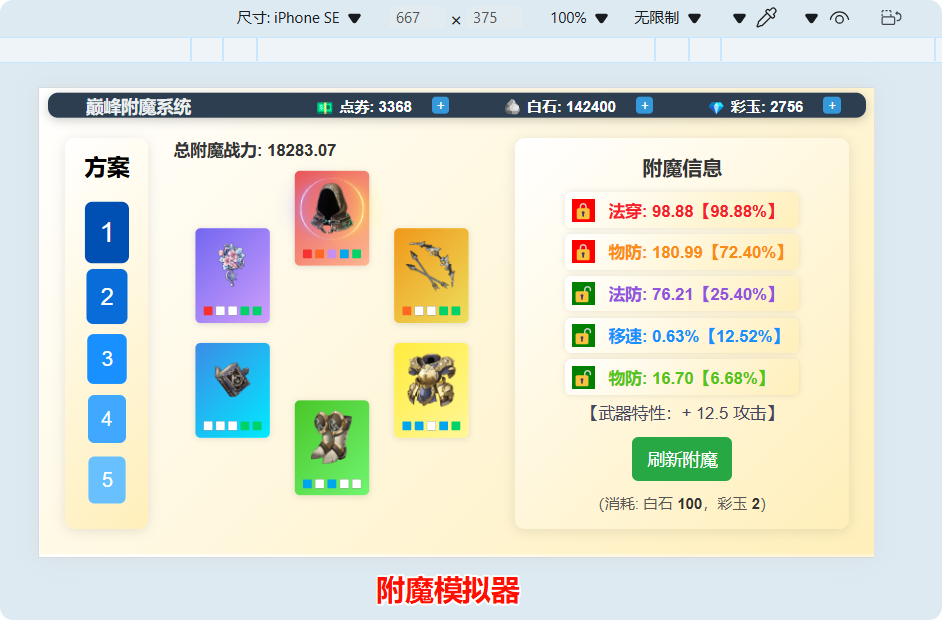 尺寸: iPhone SE 667 × 375 100% 无限制
巅峰附魔系统 点券: 3368 + 白石: 142400 + 彩玉: 2756 +
方案
1
2
3
4
5
总附魔战力: 18283.07
附魔信息
法穿: 98.88【98.88%】
物防: 180.99【72.40%】
法防: 76.21【25.40%】
移速: 0.63%【12.52%】
物防: 16.70【6.68%】
【武器特性：+ 12.5 攻击】
刷新附魔
(消耗: 白石 100，彩玉 2)
附魔模拟器